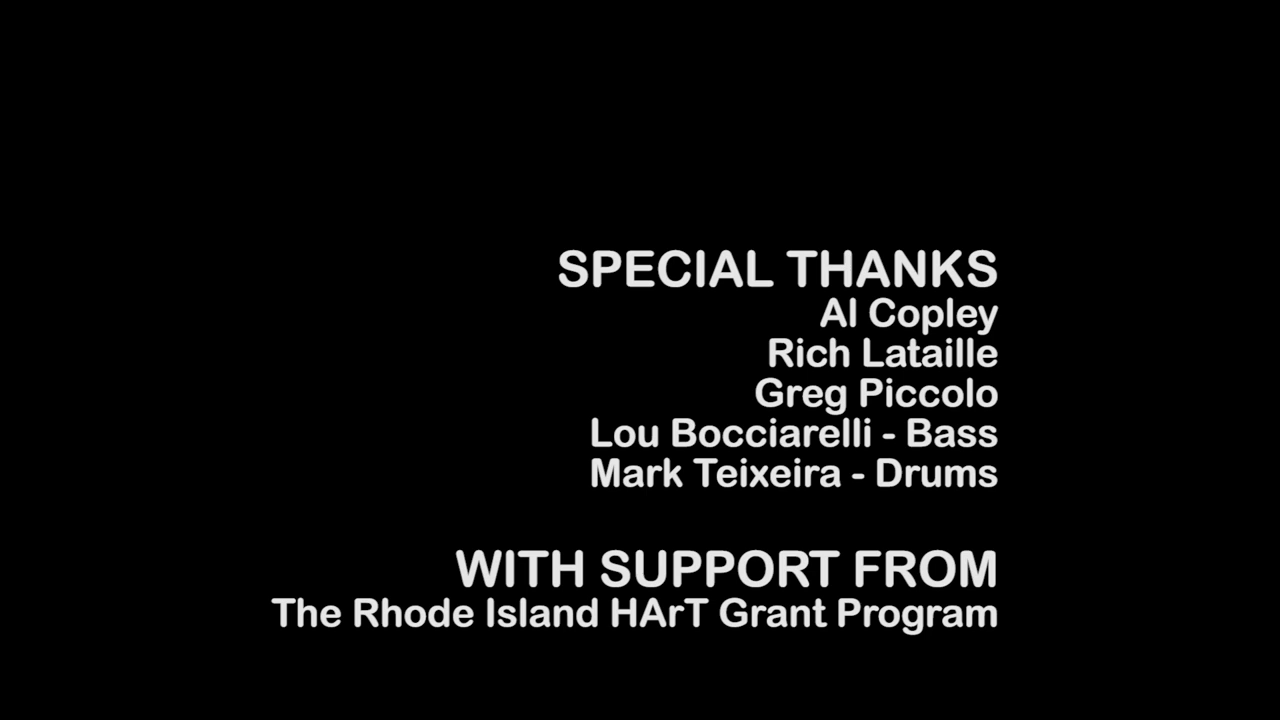 SPECIAL THANKS
Al Copley
Rich Lataille
Greg Piccolo
Lou Bocciarelli - Bass
Mark Teixeira - Drums
WITH SUPPORT FROM
The Rhode Island HArT Grant Program